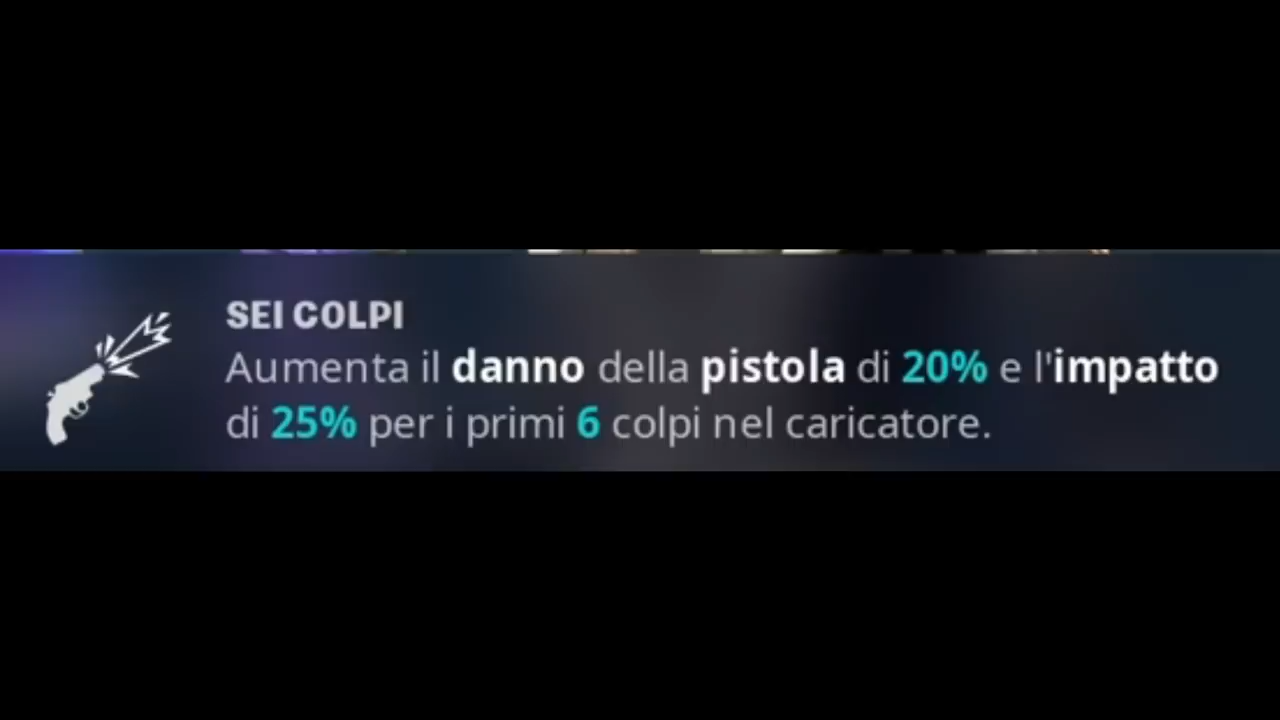 SEI COLPI
Aumenta il danno della pistola di 20% e l'impatto
di 25% per i primi 6 colpi nel caricatore.